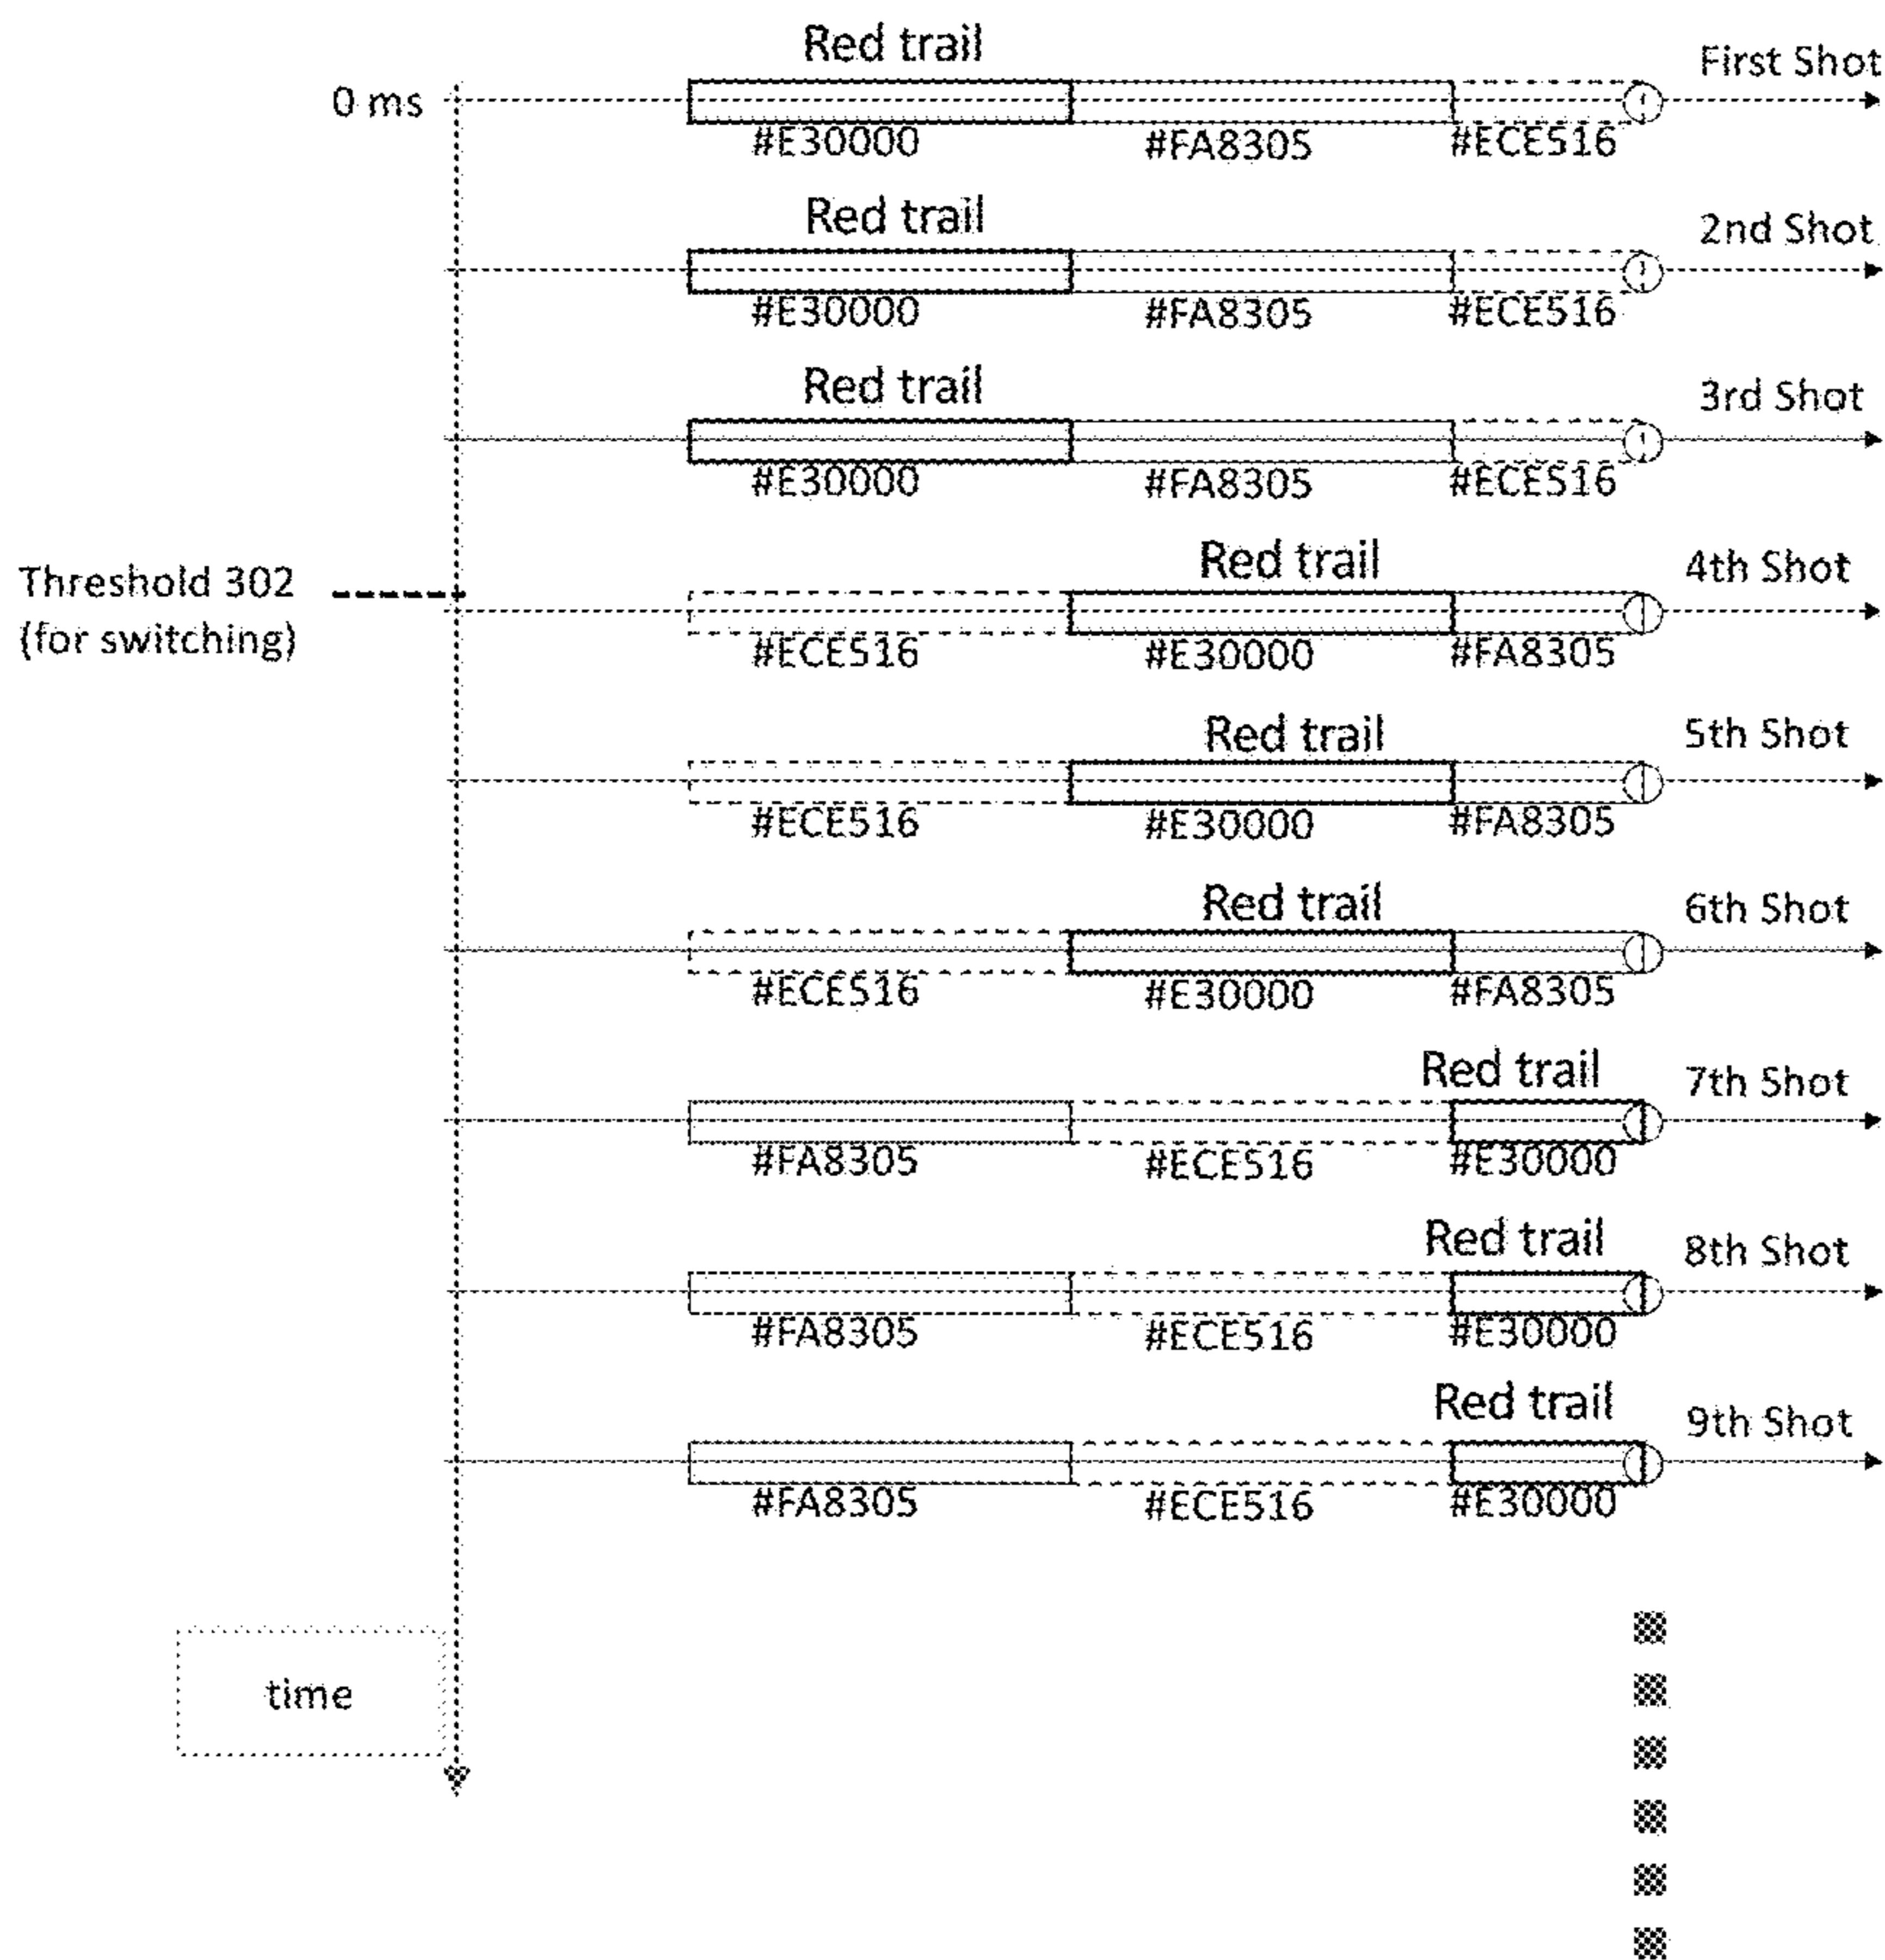 Red trail
First Shot
0 ms
#E30000 #FA8305 #ECE516
Red trail
2nd Shot
#E30000 #FA8305 #ECE516
Red trail
3rd Shot
#E30000 #FA8305 #ECE516
Red trail
4th Shot
Threshold 302
(for switching)
#ECE516 #E30000 #FA8305
Red trail
5th Shot
#ECE516 #E30000 #FA8305
Red trail
6th Shot
#ECE516 #E30000 #FA8305
Red trail
7th Shot
#FA8305 #ECE516 #E30000
Red trail
8th Shot
#FA8305 #ECE516 #E30000
Red trail
9th Shot
#FA8305 #ECE516 #E30000
time